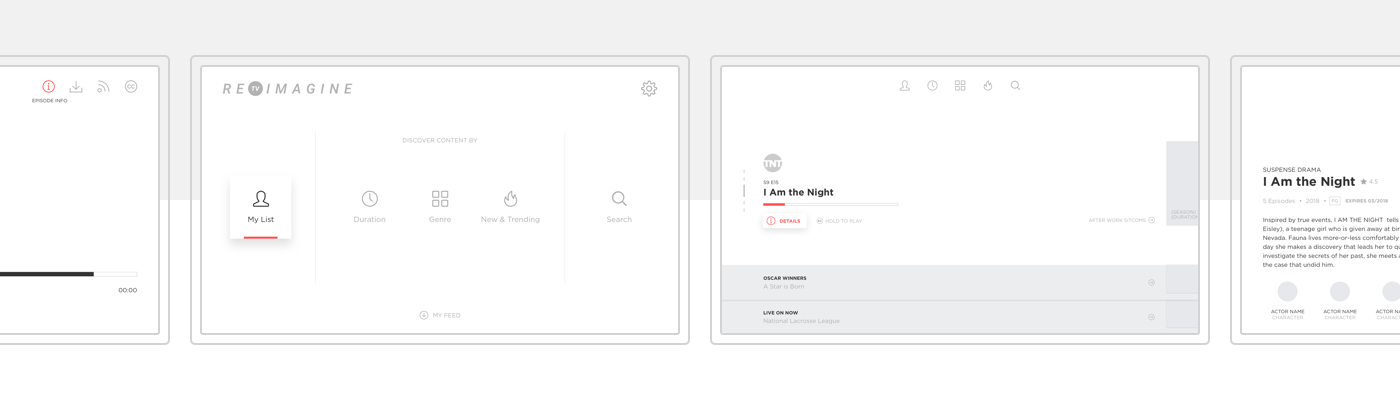 CC
EPISODE INFO
00:00
RE TV IMAGINE
DISCOVER CONTENT BY
My List
Duration
Genre
New & Trending
Search
MY FEED
TNT
S9 E15
I Am the Night
DETAILS
HOLD TO PLAY
AFTER WORK SITCOMS
OSCAR WINNERS
A Star is Born
LIVE ON NOW
National Lacrosse League
SUSPENSE DRAMA
I Am the Night 4.5
5 Episodes • 2018 • PG EXPIRES 05/2018
Inspired by true events, I AM THE NIGHT tells
Eisley), a teenage girl who is given away at bir
Nevada. Fauna lives more-or-less comfortably
day she makes a discovery that leads her to qu
investigate the secrets of her past, she meets a
the case that undid him.
ACTOR NAME ACTOR NAME ACTOR NA
CHARACTER CHARACTER CHARACT